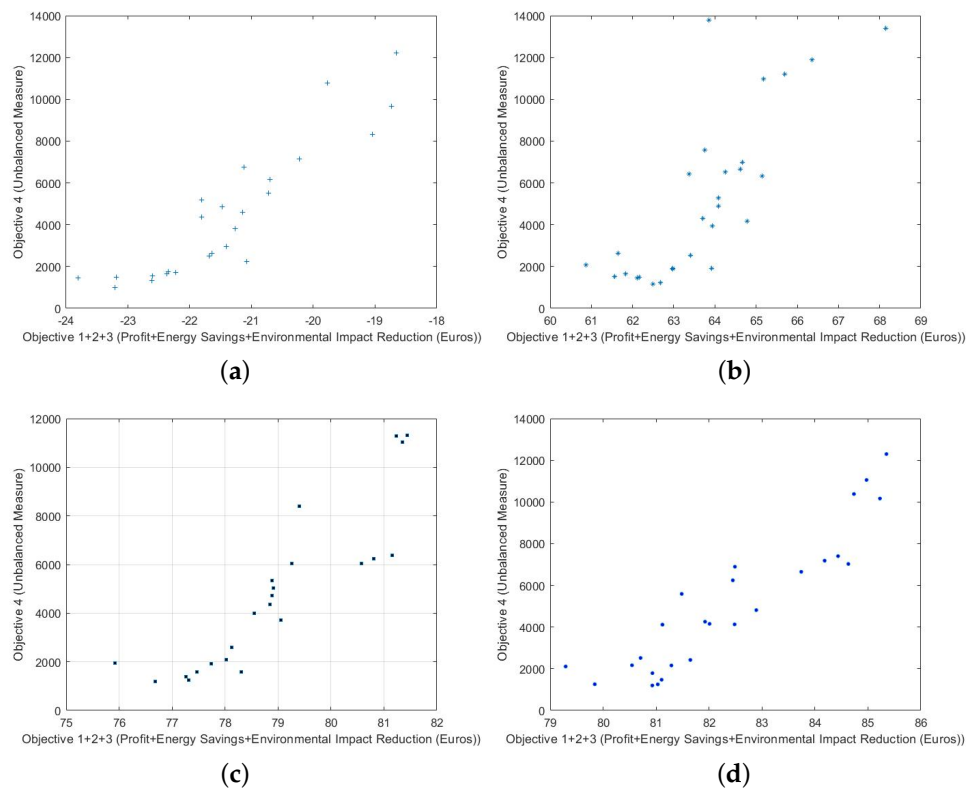 14000
12000
10000
8000
6000
4000
2000
0
Objective 4 (Unbalanced Measure)
-24 -23 -22 -21 -20 -19 -18
Objective 1+2+3 (Profit+Energy Savings+Environmental Impact Reduction (Euros))
(a)
14000
12000
10000
8000
6000
4000
2000
0
Objective 4 (Unbalanced Measure)
60 61 62 63 64 65 66 67 68 69
Objective 1+2+3 (Profit+Energy Savings+Environmental Impact Reduction (Euros))
(b)
12000
10000
8000
6000
4000
2000
0
Objective 4 (Unbalanced Measure)
75 76 77 78 79 80 81 82
Objective 1+2+3 (Profit+Energy Savings+Environmental Impact Reduction (Euros))
(c)
14000
12000
10000
8000
6000
4000
2000
0
Objective 4 (Unbalanced Measure)
79 80 81 82 83 84 85 86
Objective 1+2+3 (Profit+Energy Savings+Environmental Impact Reduction (Euros))
(d)